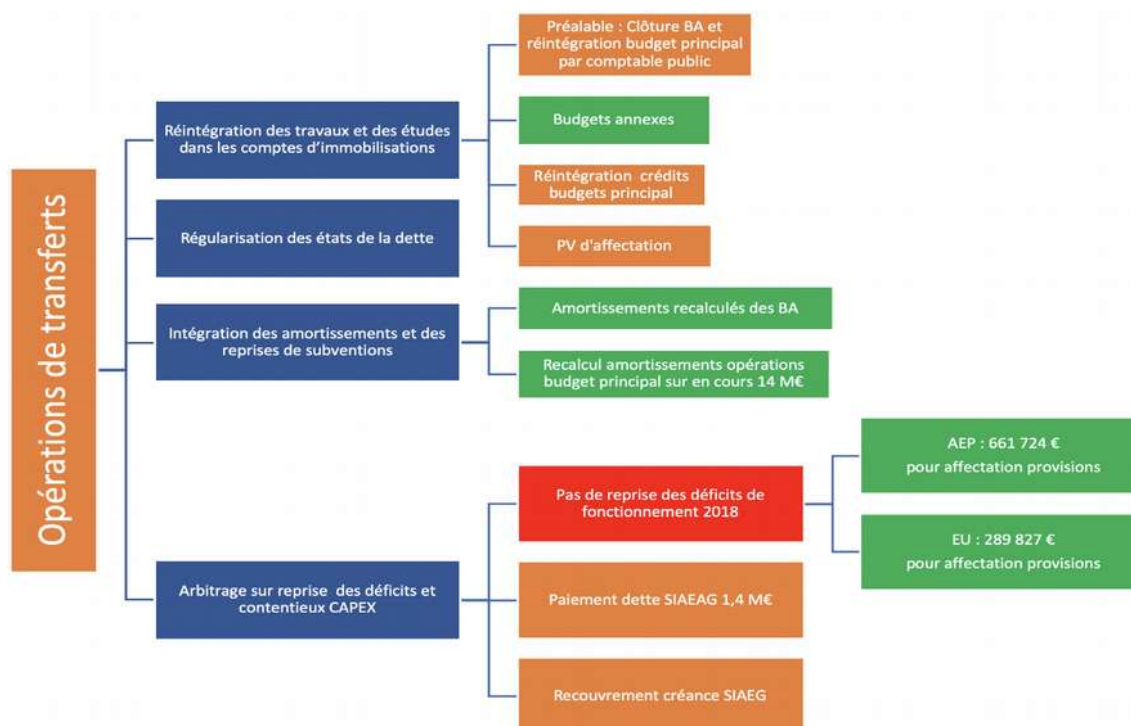 Opérations de transferts
Réintégration des travaux et des études
dans les comptes d'immobilisations
Préalable : Clôture BA et
réintégration budget principal
par comptable public
Budgets annexes
Réintégration crédits
budgets principal
PV d'affectation
Régularisation des états de la dette
Intégration des amortissements et des
reprises de subventions
Amortissements recalculés des BA
Recalcul amortissements opérations
budget principal sur en cours 14 M€
Arbitrage sur reprise des déficits et
contentieux CAPEX
Pas de reprise des déficits de
fonctionnement 2018
AEP : 661 724 €
pour affectation provisions
EU : 289 827 €
pour affectation provisions
Paiement dette SIAEAG 1,4 M€
Recouvrement créance SIAEG